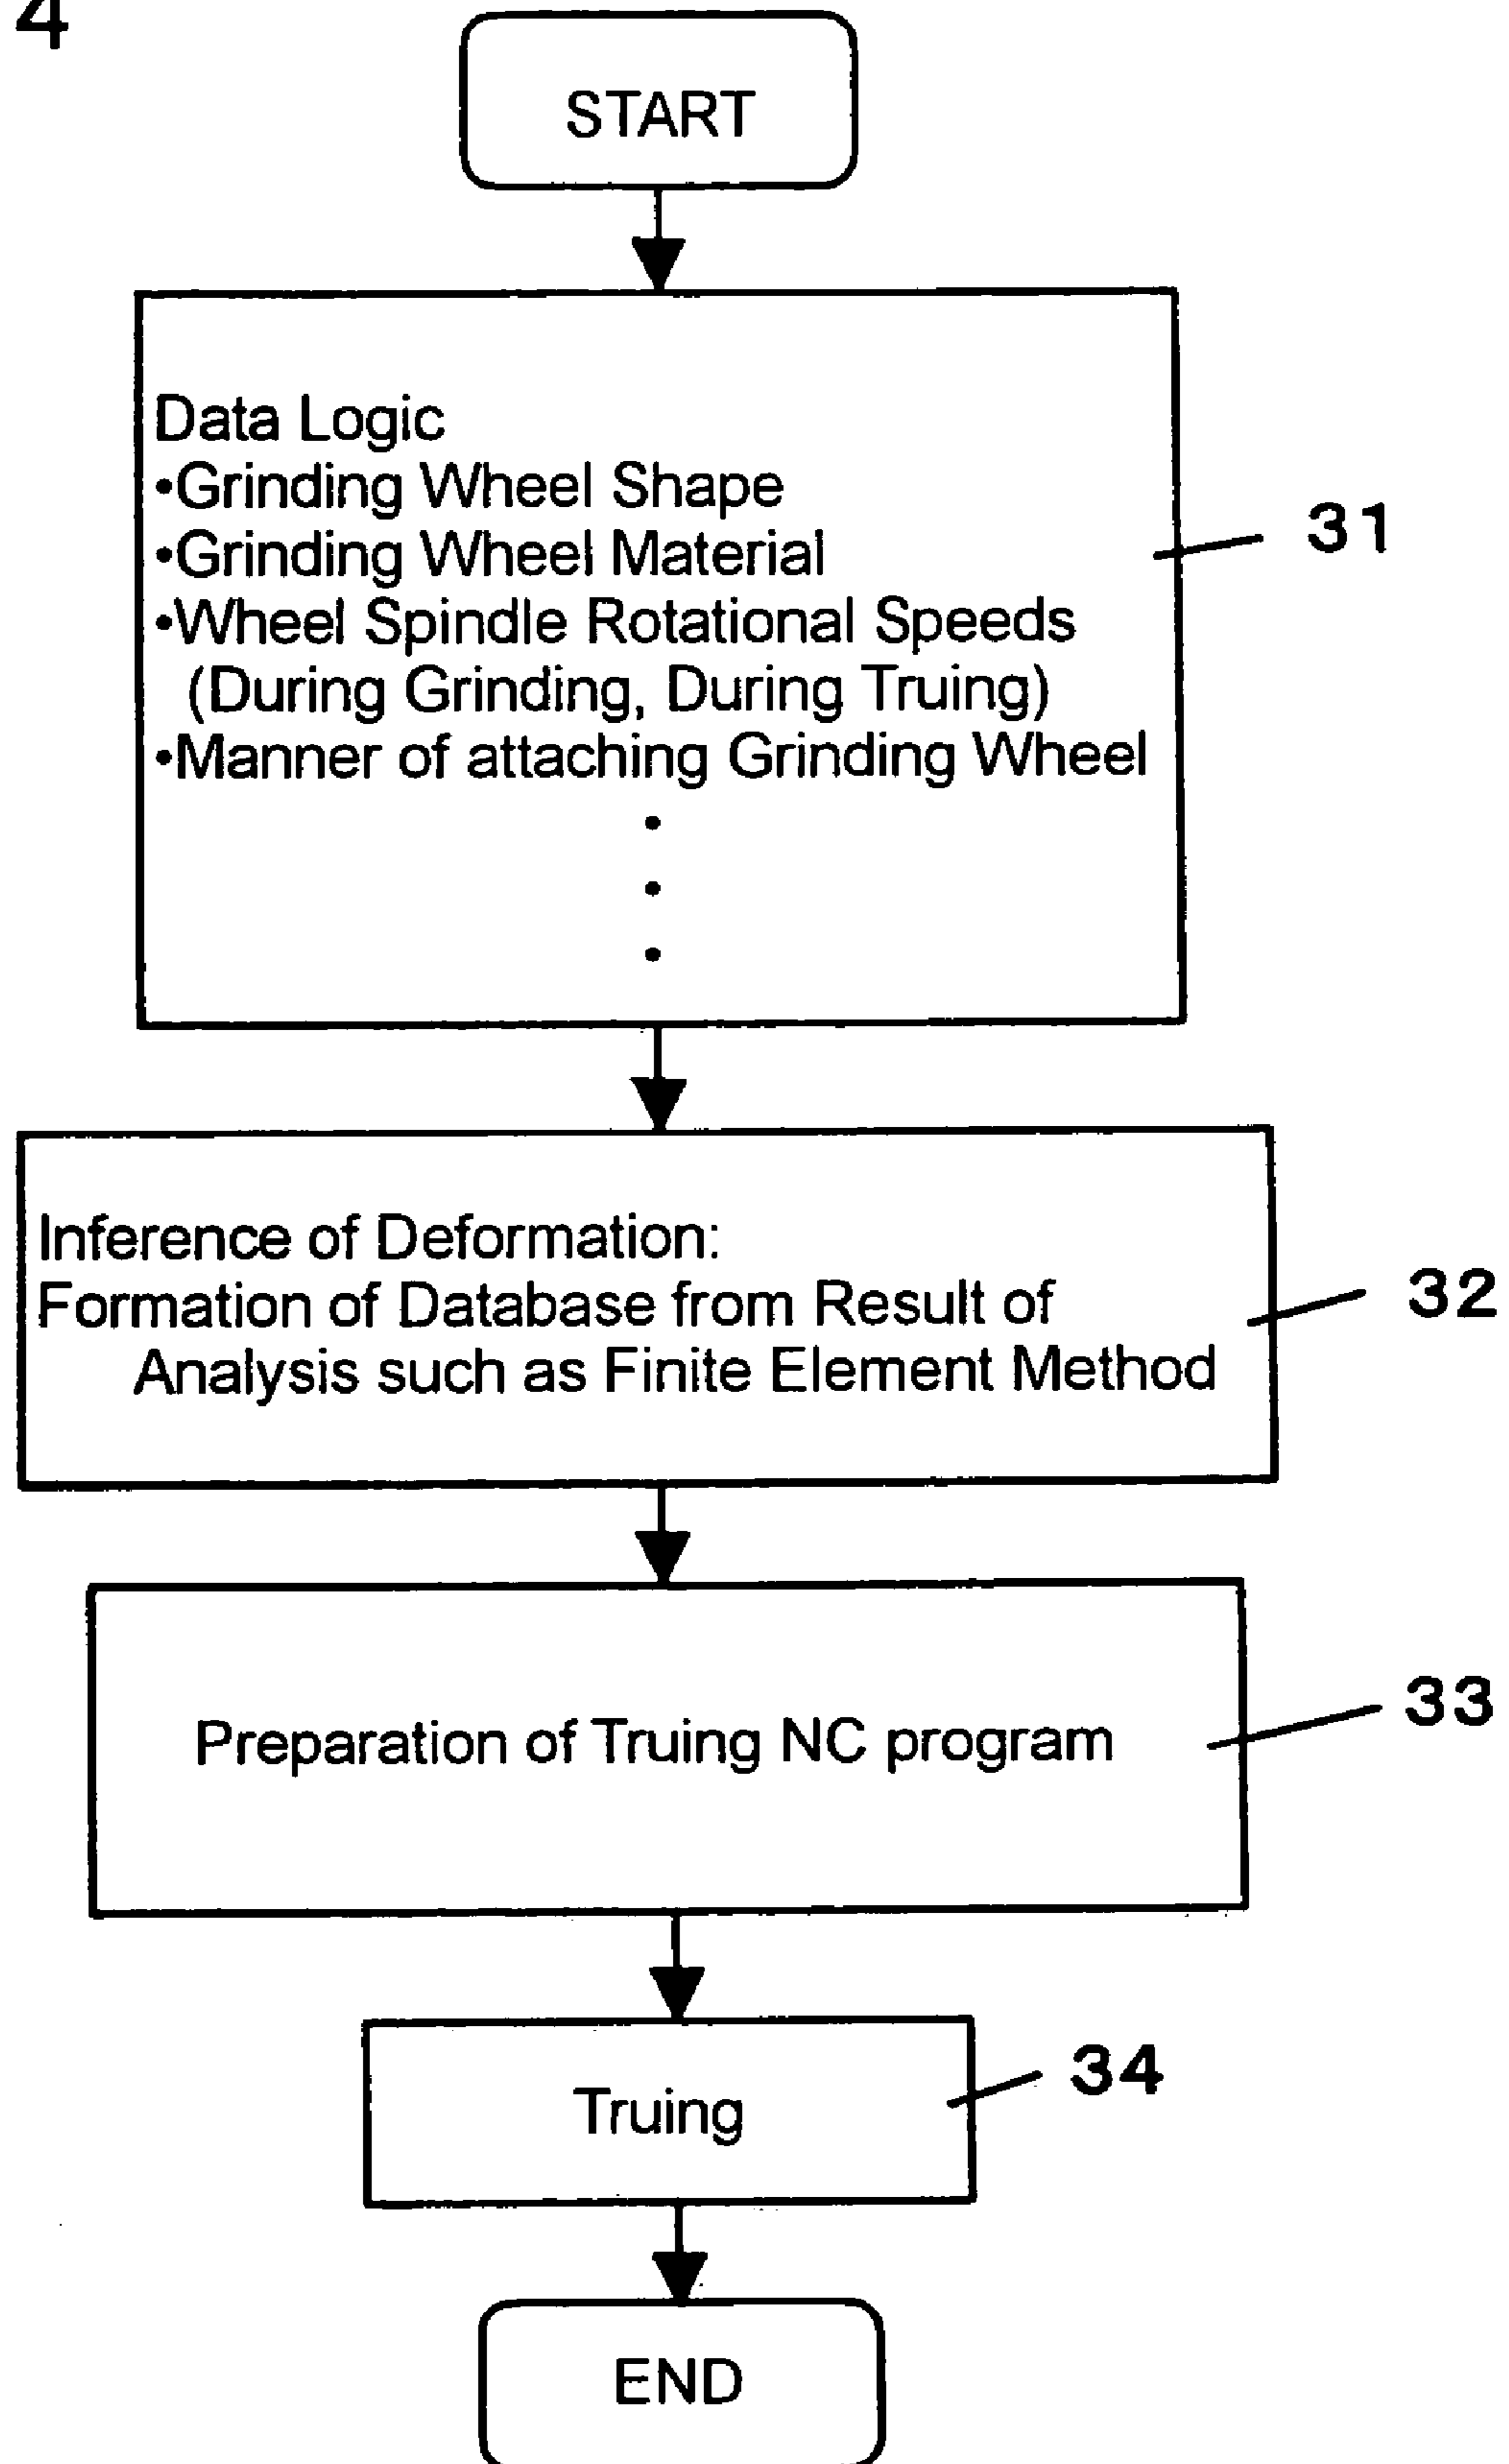 4
START
Data Logic
•Grinding Wheel Shape
•Grinding Wheel Material
•Wheel Spindle Rotational Speeds
(During Grinding, During Truing)
•Manner of attaching Grinding Wheel
•
•
•
31
Inference of Deformation:
Formation of Database from Result of
Analysis such as Finite Element Method
32
Preparation of Truing NC program
33
Truing
34
END